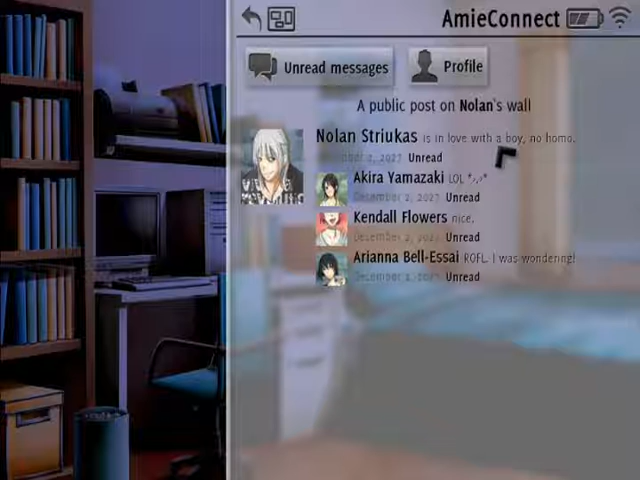 AmieConnect
Unread messages
Profile
A public post on Nolan's wall
Nolan Striukas is in love with a boy, no homo.
2, 2027 Unread
Akira Yamazaki LOL
December 2, 2027 Unread
Kendall Flowers nice.
December 2, 2027 Unread
Arianna Bell-Essai ROFL. I was wondering!
December 2, 2027 Unread